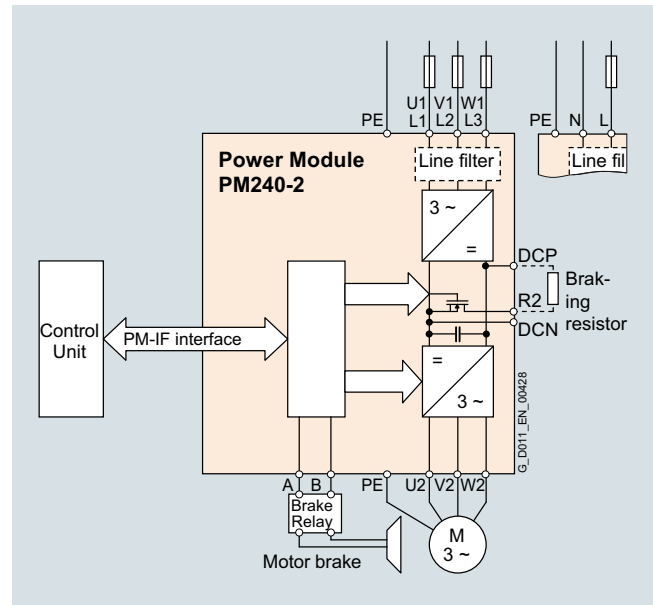 U1 V1 W1
PE L1 L2 L3
PE N L
Power Module
PM240-2
Line filter
Line fil
3 ~
=
DCP
Brak-
ing
resistor
R2
DCN
Control
Unit
PM-IF interface
=
3 ~
G_D011_EN_00428
A B PE U2 V2 W2
Brake
Relay
M
3 ~
Motor brake